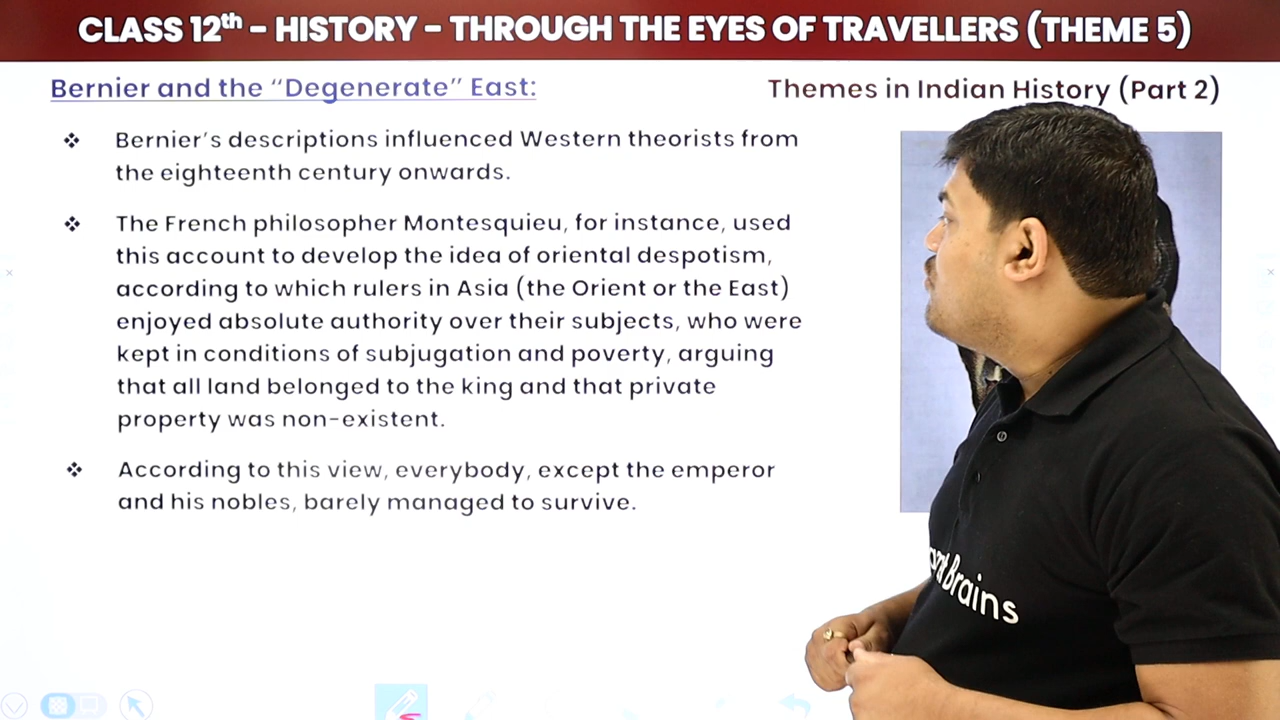 CLASS 12th – HISTORY – THROUGH THE EYES OF TRAVELLERS (THEME 5)
Bernier and the “Degenerate” East:
Themes in Indian History (Part 2)
❖ Bernier’s descriptions influenced Western theorists from
the eighteenth century onwards.
❖ The French philosopher Montesquieu, for instance, used
this account to develop the idea of oriental despotism,
according to which rulers in Asia (the Orient or the East)
enjoyed absolute authority over their subjects, who were
kept in conditions of subjugation and poverty, arguing
that all land belonged to the king and that private
property was non-existent.
❖ According to this view, everybody, except the emperor
and his nobles, barely managed to survive.
Brains